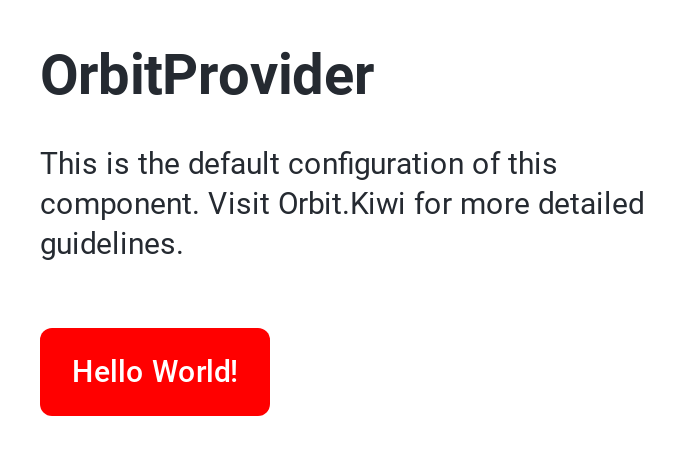 OrbitProvider
This is the default configuration of this
component. Visit Orbit.Kiwi for more detailed
guidelines.
Hello World!